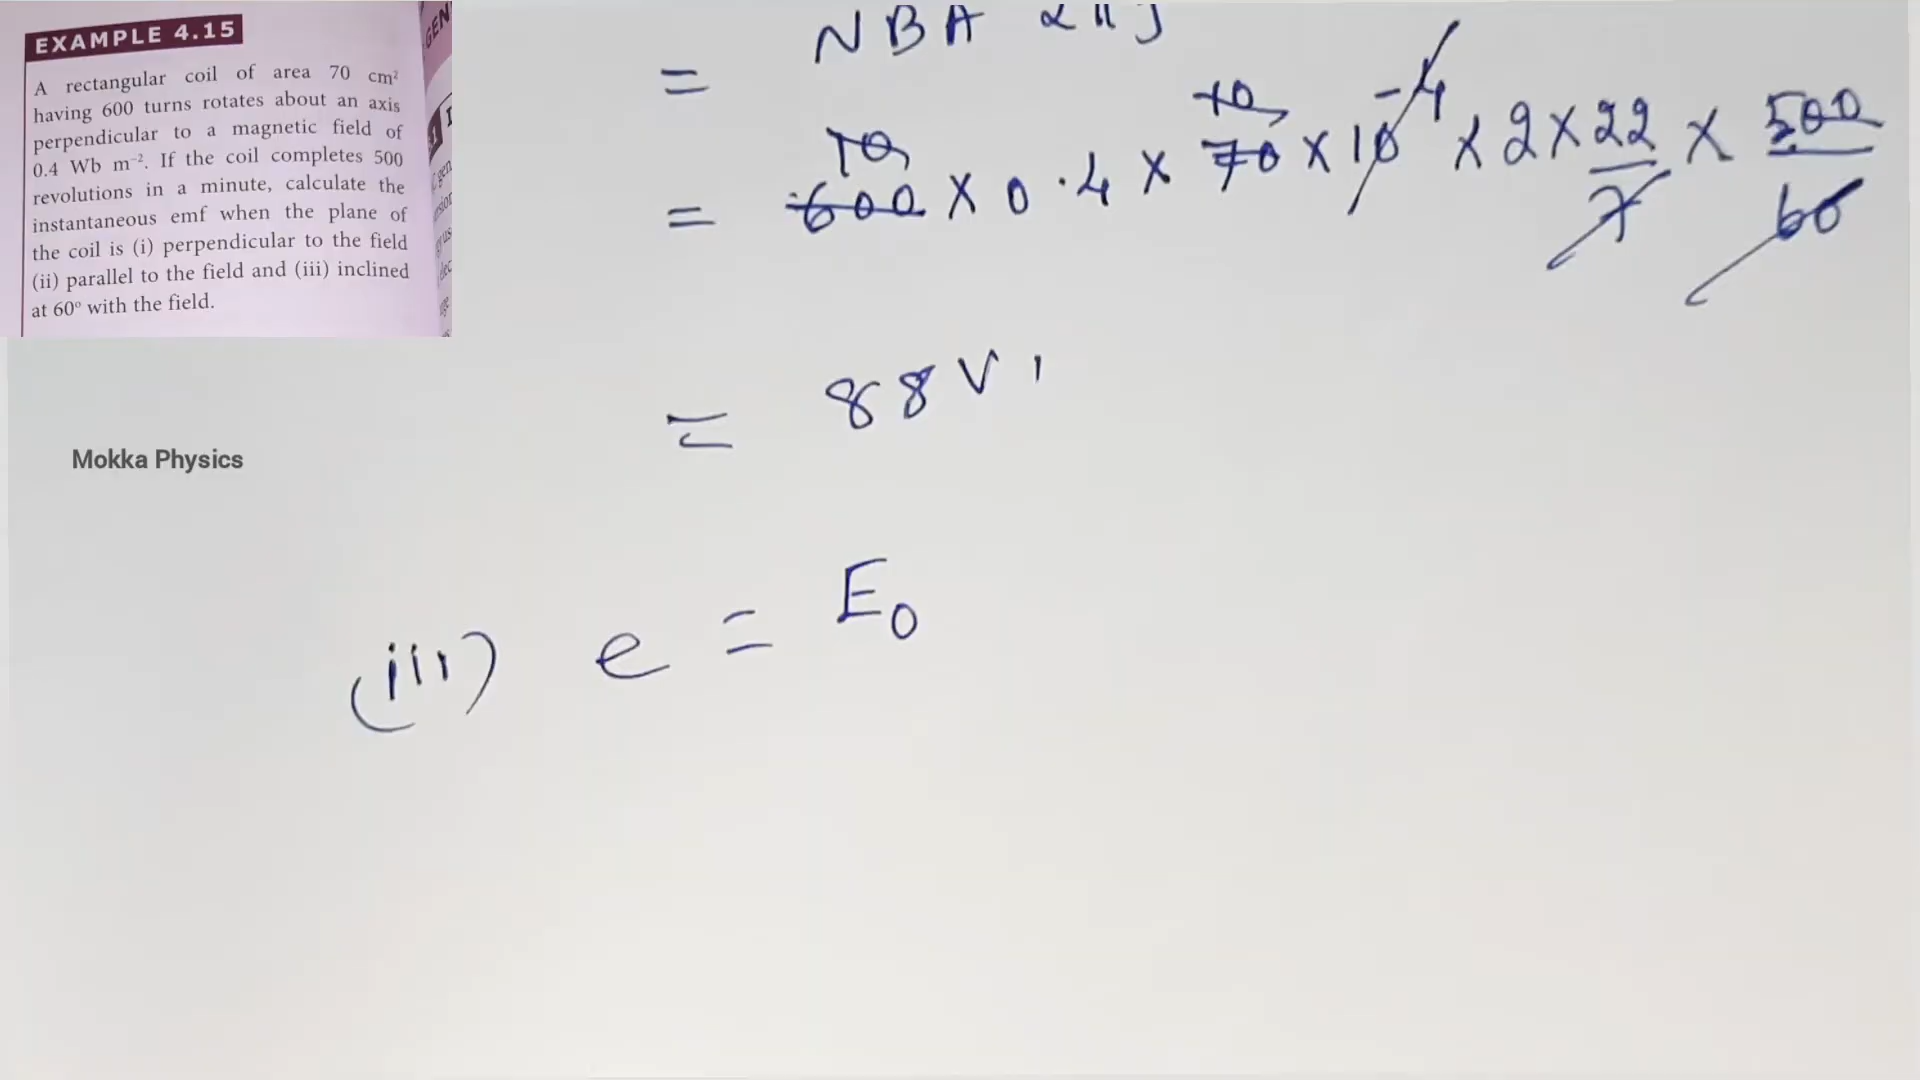 EXAMPLE 4.15
A rectangular coil of area 70 cm²
having 600 turns rotates about an axis
perpendicular to a magnetic field of
0.4 Wb m⁻². If the coil completes 500
revolutions in a minute, calculate the
instantaneous emf when the plane of
the coil is (i) perpendicular to the field
(ii) parallel to the field and (iii) inclined
at 60° with the field.
GEN
= NBA 2πf
= 600 × 0.4 × 70 × 10⁻⁴ × 2 × 22/7 × 500/60
= 88 V.
Mokka Physics
(iii) e = E₀